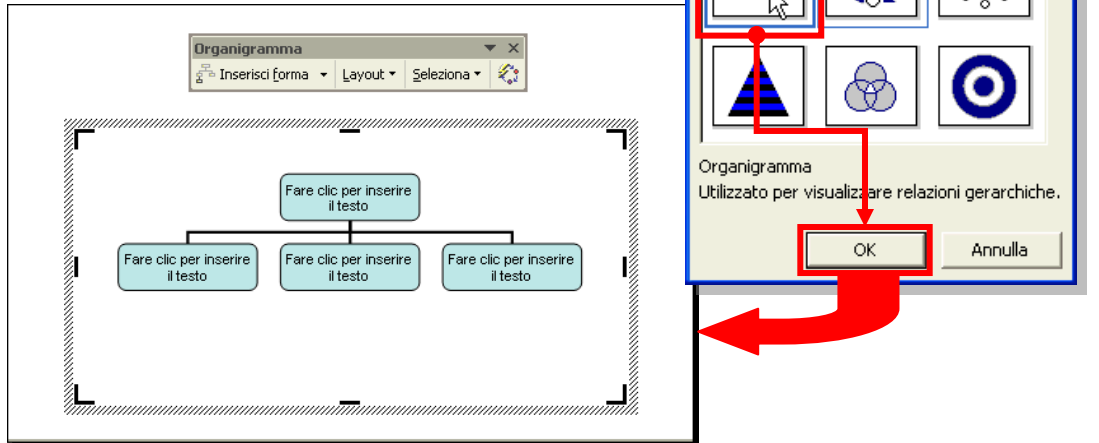 Organigramma
Inserisci forma Layout Seleziona
Fare clic per inserire
il testo
Fare clic per inserire
il testo
Fare clic per inserire
il testo
Fare clic per inserire
il testo
Organigramma
Utilizzato per visualizzare relazioni gerarchiche.
OK Annulla